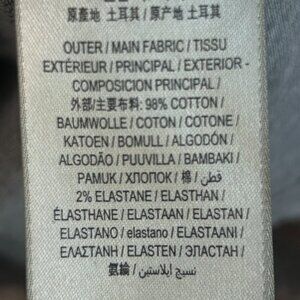 原產地 土耳其 / 原产地 土耳其
OUTER / MAIN FABRIC / TISSU
EXTÉRIEUR / PRINCIPAL / EXTERIOR -
COMPOSICION PRINCIPAL /
外部/主要布料: 98% COTTON /
BAUMWOLLE / COTON / COTONE /
KATOEN / BOMULL / ALGODÓN /
ALGODÃO / PUUVILLA / BAMBAKI /
PAMUK / ХЛОПОК / 棉 / قطن /
2% ELASTANE / ELASTHAN /
ÉLASTHANE / ELASTAAN / ELASTAN /
ELASTANO / elastano / ELASTAANI /
ΕΛΑΣΤΑΝΗ / ELASTEN / ЭЛАСТАН /
氨綸 / نسيج إيلاستين /